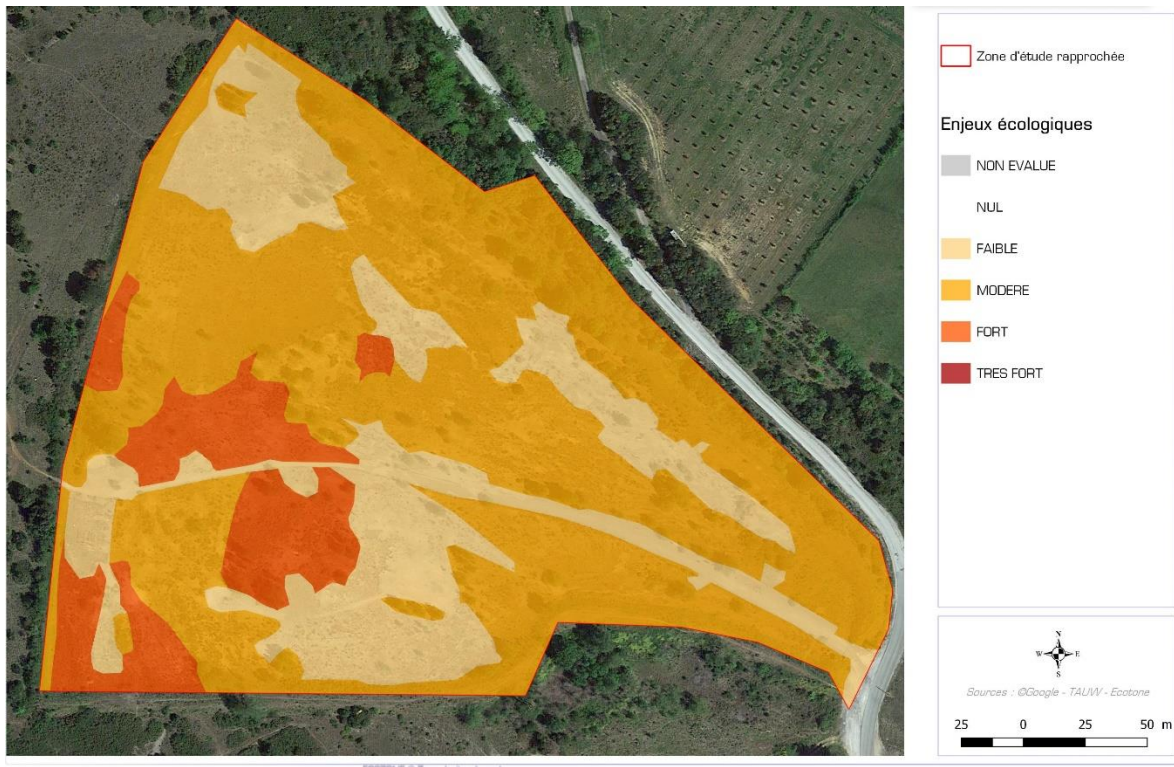 Zone d'étude rapprochée
Enjeux écologiques
NON EVALUE
NUL
FAIBLE
MODERE
FORT
TRES FORT
N
W E
S
Sources : ©Google - TAUW - Ecotone
25 0 25 50 m